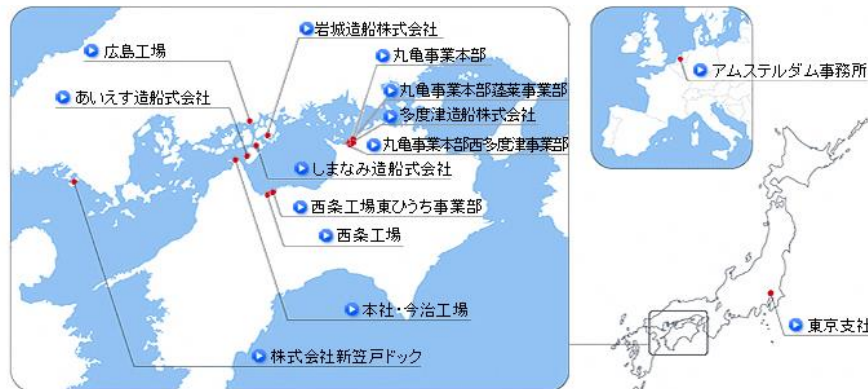 岩城造船株式会社
広島工場
丸亀事業本部
アムステルダム事務所
丸亀事業本部蓬莱事業部
あいえす造船式会社
多度津造船株式会社
丸亀事業本部西多度津事業部
しまなみ造船式会社
西条工場東ひうち事業部
西条工場
本社・今治工場
東京支社
株式会社新笠戸ドック